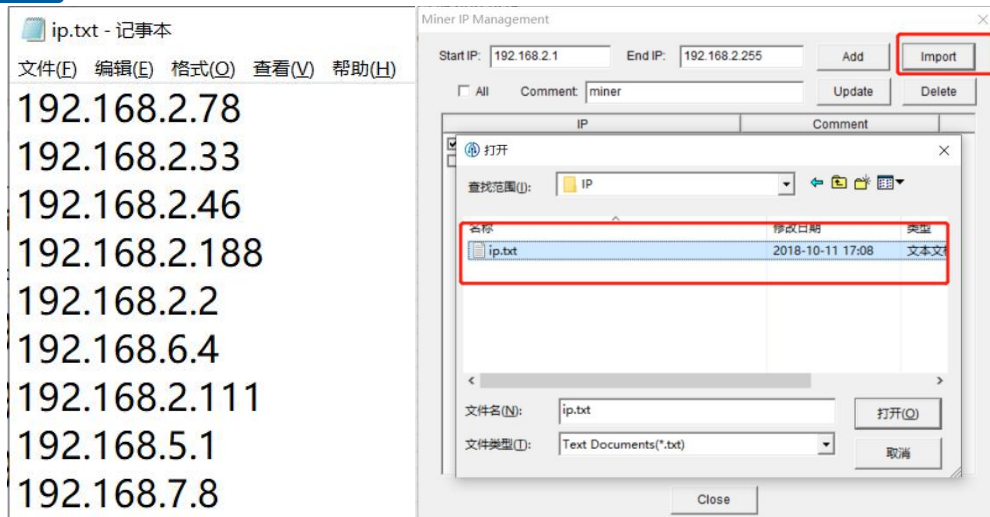 ip.txt - 记事本
文件(F) 编辑(E) 格式(O) 查看(V) 帮助(H)
192.168.2.78
192.168.2.33
192.168.2.46
192.168.2.188
192.168.2.2
192.168.6.4
192.168.2.111
192.168.5.1
192.168.7.8
Miner IP Management
Start IP: 192.168.2.1 End IP: 192.168.2.255 Add Import
All Comment: miner Update Delete
IP Comment
打开
查找范围(I): IP
名称 修改日期 类型
ip.txt 2018-10-11 17:08 文本文
文件名(N): ip.txt 打开(O)
文件类型(T): Text Documents(*.txt) 取消
Close